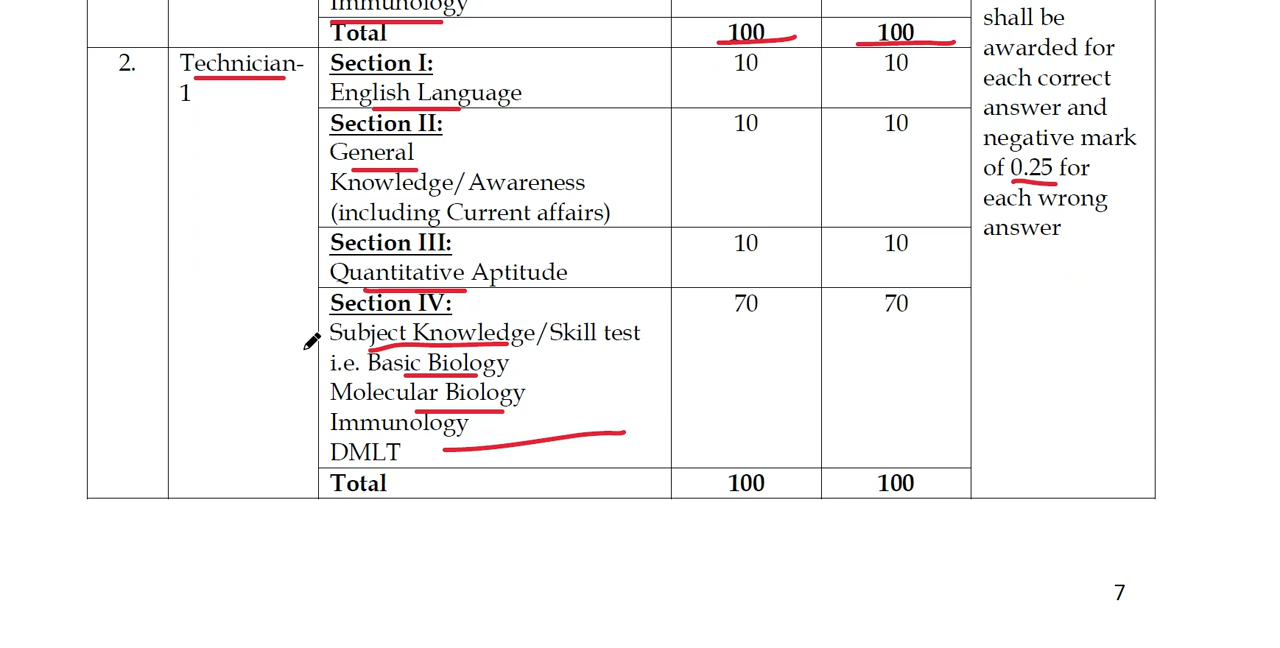 Immunology
Total 100 100
2. Technician-
1
Section I:
English Language
10 10
Section II:
General
Knowledge/Awareness
(including Current affairs)
10 10
Section III:
Quantitative Aptitude
10 10
Section IV:
Subject Knowledge/Skill test
i.e. Basic Biology
Molecular Biology
Immunology
DMLT
70 70
Total 100 100
shall be
awarded for
each correct
answer and
negative mark
of 0.25 for
each wrong
answer
7